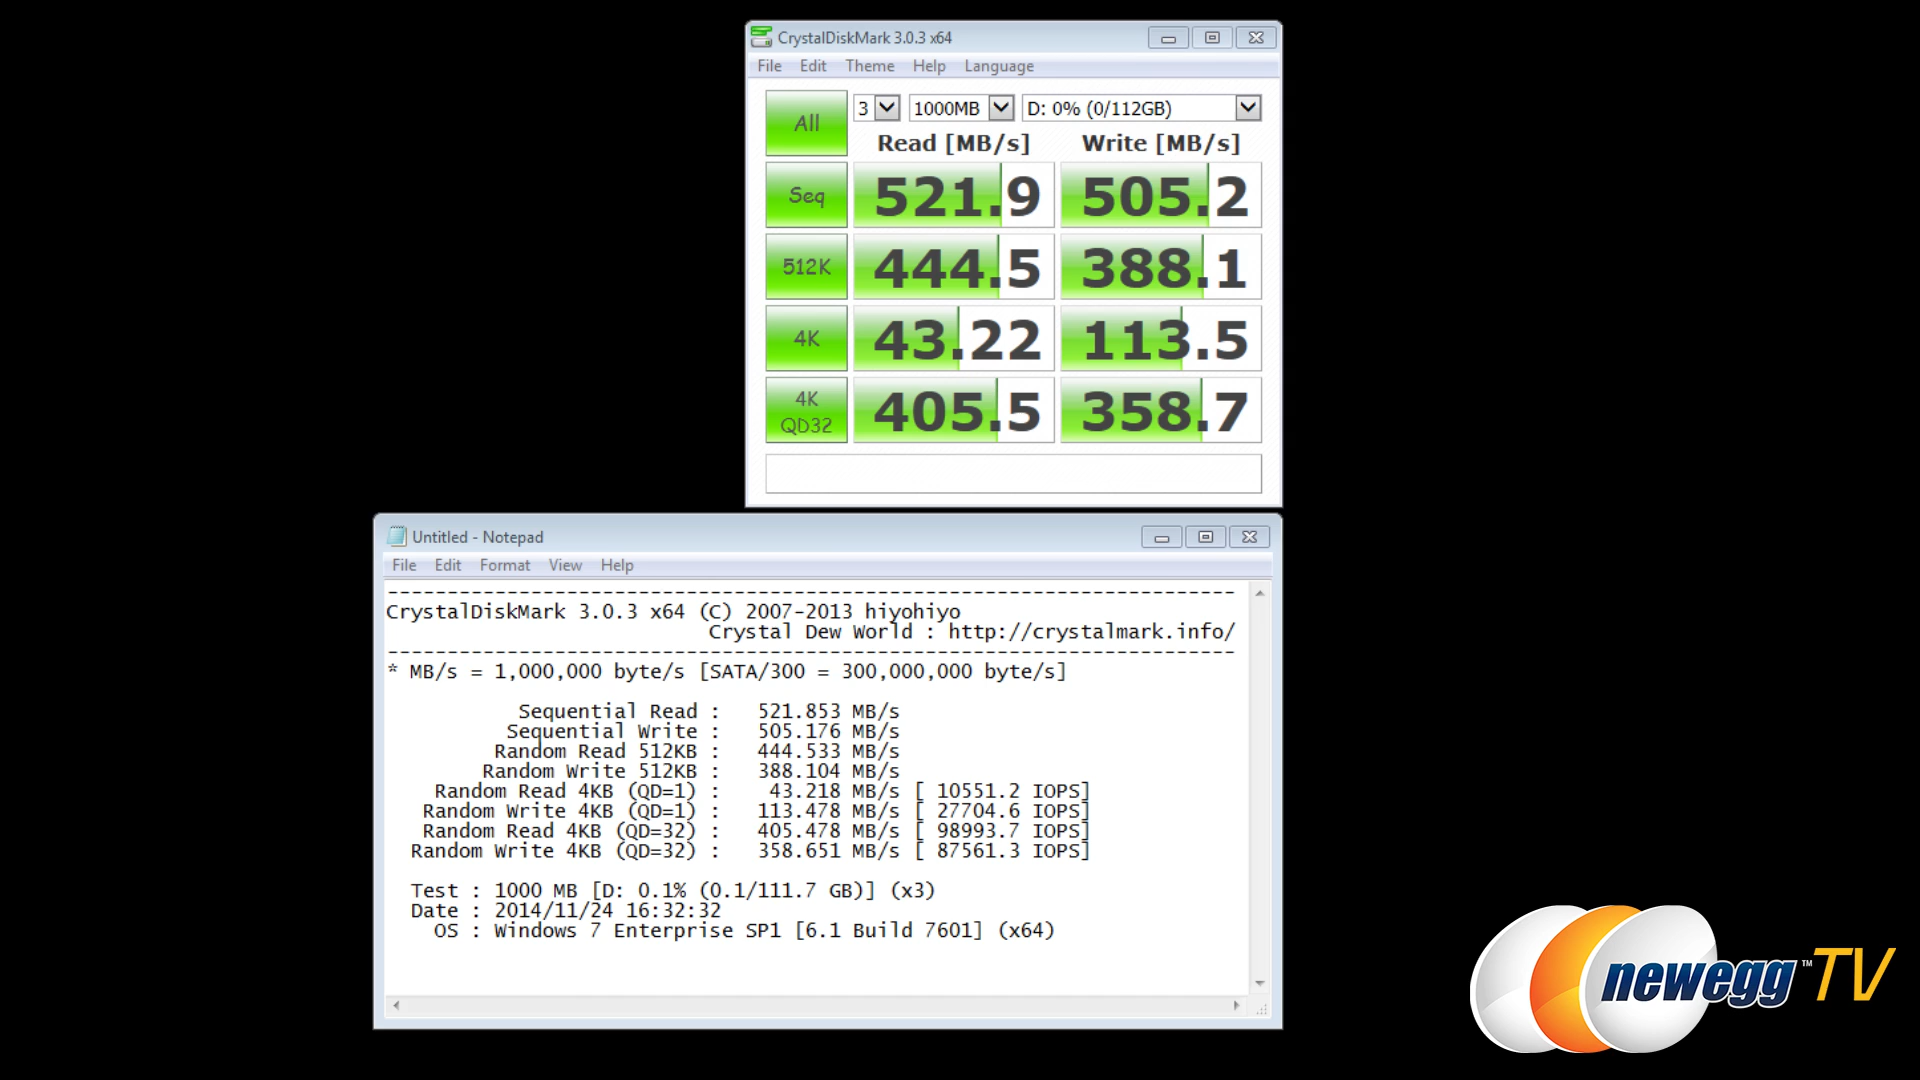 CrystalDiskMark 3.0.3 x64
File Edit Theme Help Language
All 3 1000MB D: 0% (0/112GB)
Read [MB/s] Write [MB/s]
Seq 521.9 505.2
512K 444.5 388.1
4K 43.22 113.5
4K QD32 405.5 358.7
Untitled - Notepad
File Edit Format View Help
--------------------------------------------------------------------
CrystalDiskMark 3.0.3 x64 (C) 2007-2013 hiyohiyo
Crystal Dew World : http://crystalmark.info/
--------------------------------------------------------------------
* MB/s = 1,000,000 byte/s [SATA/300 = 300,000,000 byte/s]
Sequential Read : 521.853 MB/s
Sequential Write : 505.176 MB/s
Random Read 512KB : 444.533 MB/s
Random Write 512KB : 388.104 MB/s
Random Read 4KB (QD=1) : 43.218 MB/s [ 10551.2 IOPS]
Random Write 4KB (QD=1) : 113.478 MB/s [ 27704.6 IOPS]
Random Read 4KB (QD=32) : 405.478 MB/s [ 98993.7 IOPS]
Random Write 4KB (QD=32) : 358.651 MB/s [ 87561.3 IOPS]
Test : 1000 MB [D: 0.1% (0.1/111.7 GB)] (x3)
Date : 2014/11/24 16:32:32
OS : Windows 7 Enterprise SP1 [6.1 Build 7601] (x64)
newegg™TV